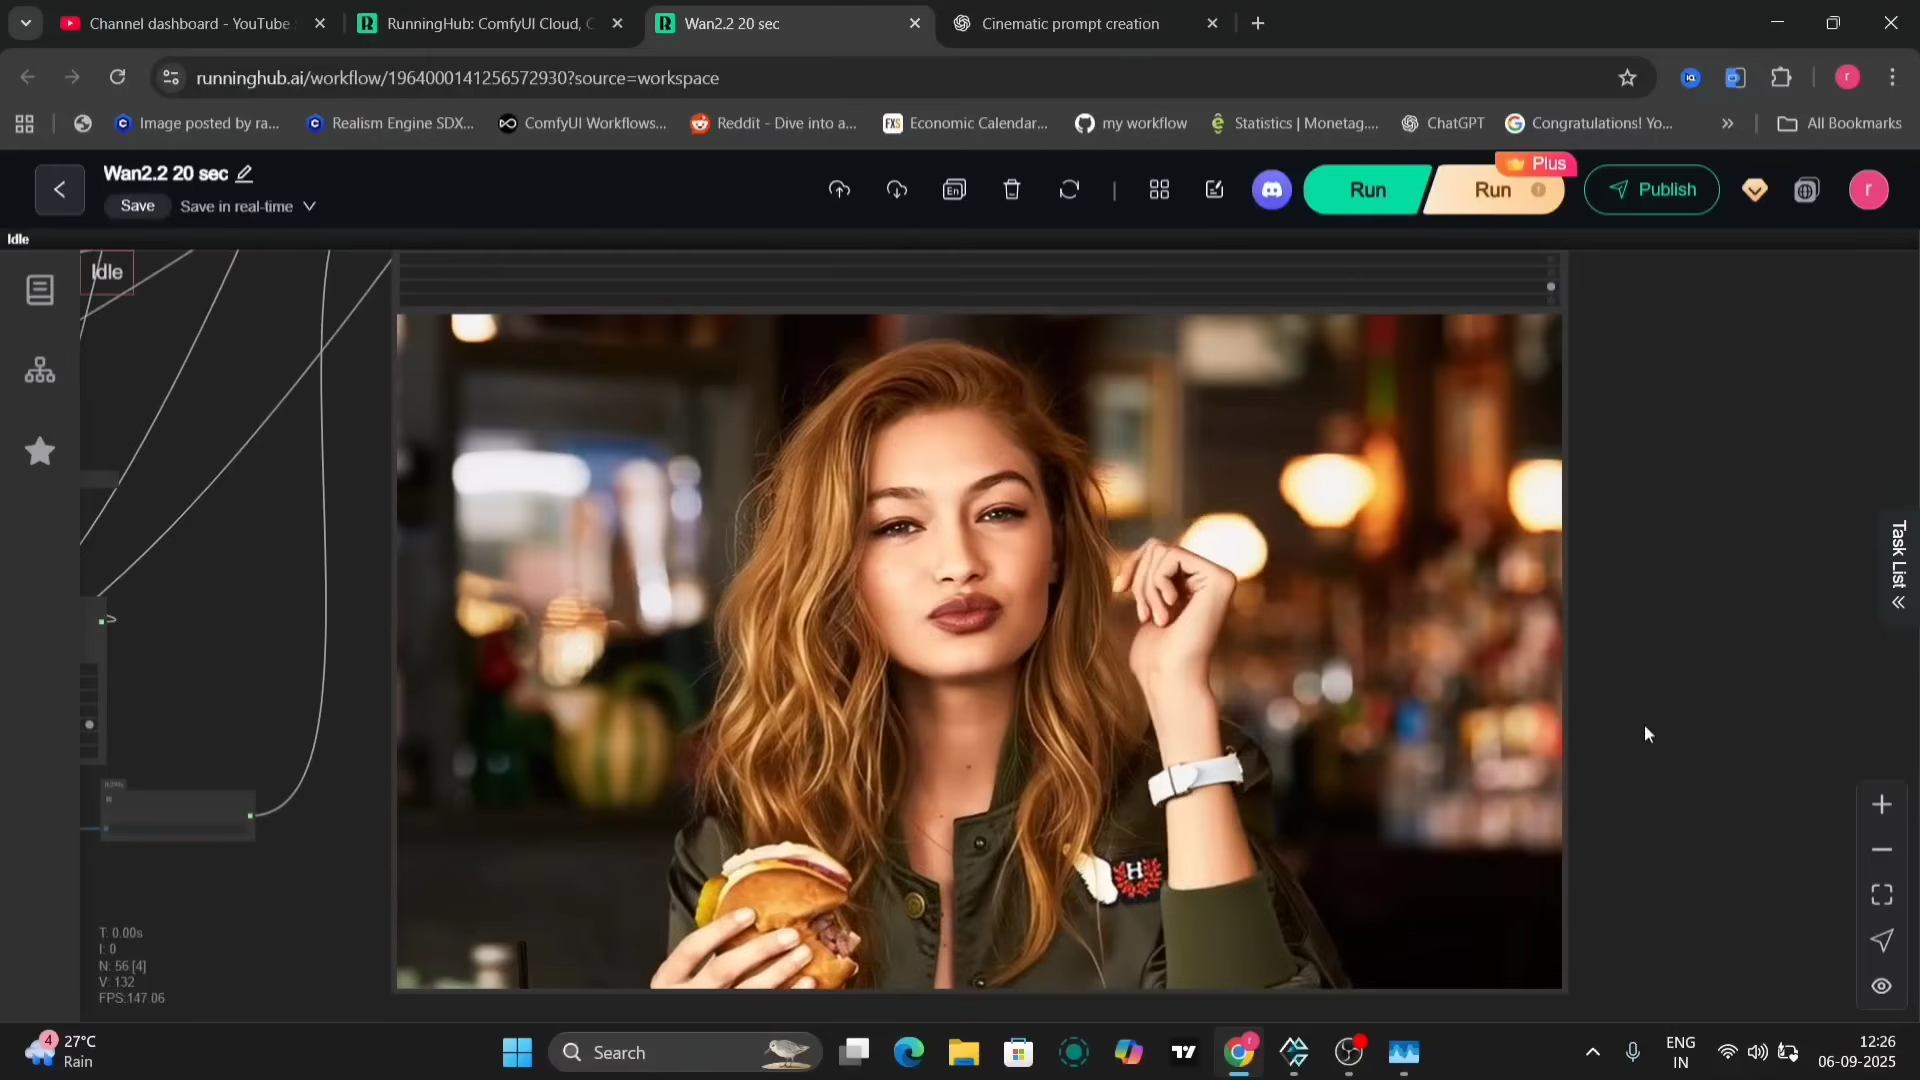 Channel dashboard - YouTube
RunningHub: ComfyUI Cloud, C
Wan2.2 20 sec
Cinematic prompt creation
runninghub.ai/workflow/1964000141256572930?source=workspace
r
Image posted by ra...
Realism Engine SDX...
ComfyUI Workflows...
Reddit - Dive into a...
FXS
Economic Calendar...
my workflow
Statistics | Monetag....
ChatGPT
Congratulations! Yo...
All Bookmarks
Wan2.2 20 sec
Save
Save in real-time
En
Run
Run
Plus
Publish
r
Idle
Idle
H
Task List
T: 0.00s
I: 0
N: 56 [4]
V: 132
FPS:147.06
4
27°C
Rain
Search
ENG
IN
12:26
06-09-2025